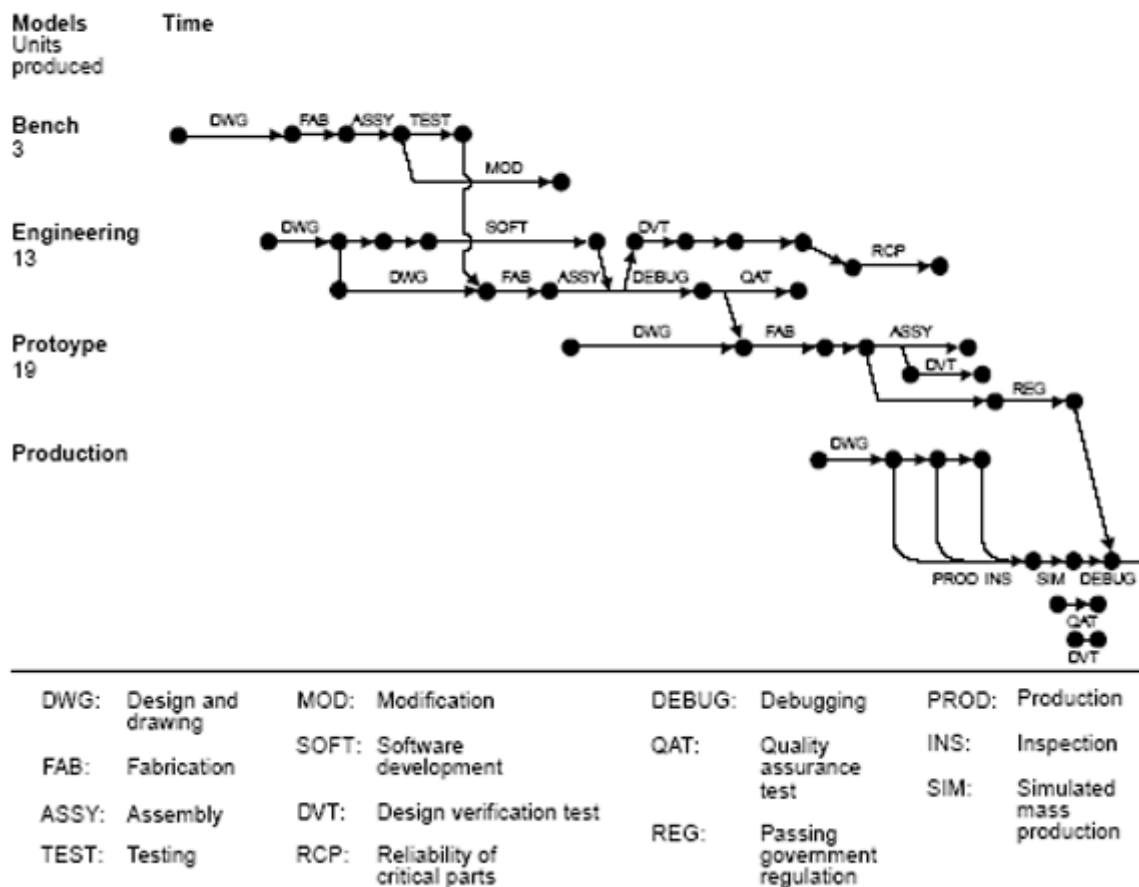 Models Time
Units
produced
DWG FAB ASSY TEST
Bench
3
MOD
DWG SOFT DVT
Engineering
13
RCP
DWG FAB ASSY DEBUG QAT
DWG FAB ASSY
Protoype
19
DVT
REG
DWG
Production
PROD INS SIM DEBUG
QAT
DVT
DWG: Design and
drawing
FAB: Fabrication
ASSY: Assembly
TEST: Testing
MOD: Modification
SOFT: Software
development
DVT: Design verification test
RCP: Reliability of
critical parts
DEBUG: Debugging
QAT: Quality
assurance
test
REG: Passing
government
regulation
PROD: Production
INS: Inspection
SIM: Simulated
mass
production